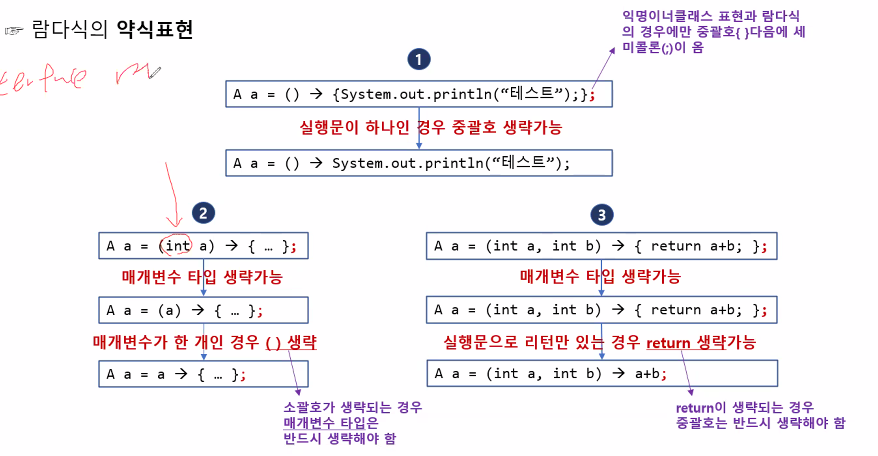 ☞ 람다식의 약식표현
익명이너클래스 표현과 람다식
의 경우에만 중괄호{ }다음에 세
미콜론(;)이 옴
1
A a = () → {System.out.println(“테스트”);};
실행문이 하나인 경우 중괄호 생략가능
A a = () → System.out.println(“테스트”);
2
A a = (int a) → { … };
매개변수 타입 생략가능
A a = (a) → { … };
매개변수가 한 개인 경우 ( ) 생략
A a = a → { … };
소괄호가 생략되는 경우
매개변수 타입은
반드시 생략해야 함
3
A a = (int a, int b) → { return a+b; };
매개변수 타입 생략가능
A a = (int a, int b) → { return a+b; };
실행문으로 리턴만 있는 경우 return 생략가능
A a = (int a, int b) → a+b;
return이 생략되는 경우
중괄호는 반드시 생략해야 함